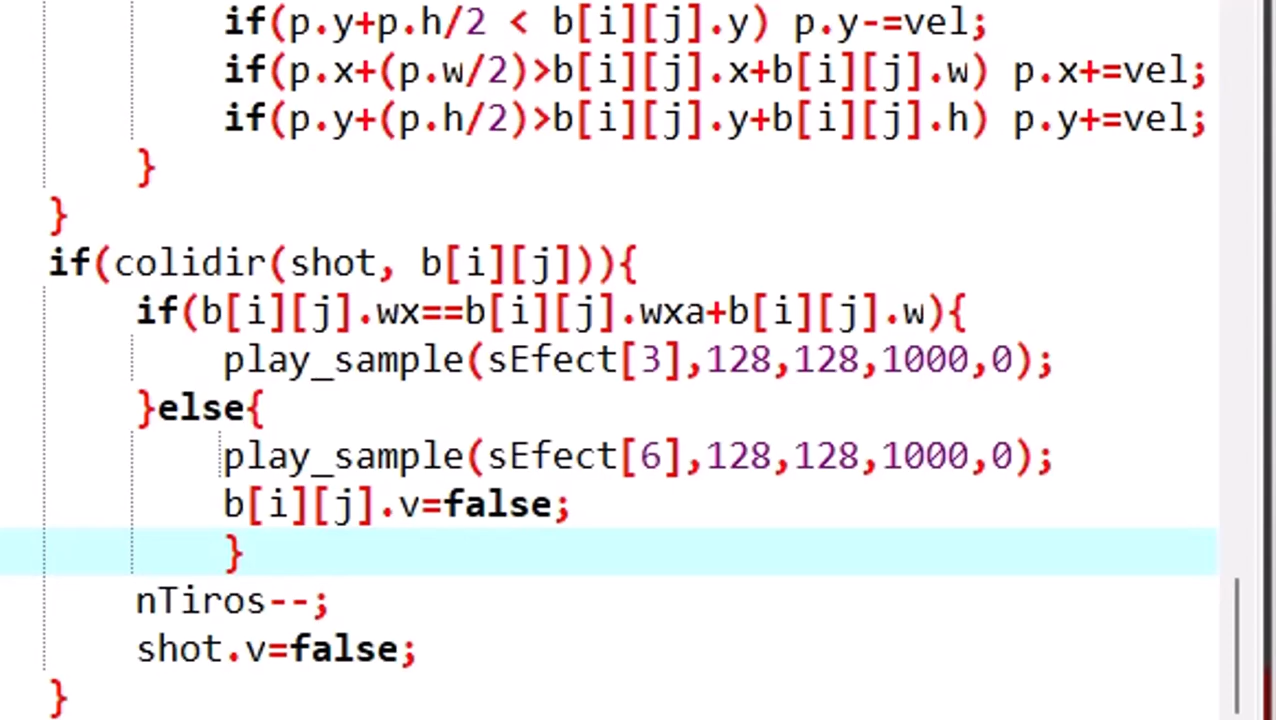 if(p.y+p.h/2 < b[i][j].y) p.y-=vel;
if(p.x+(p.w/2)>b[i][j].x+b[i][j].w) p.x+=vel;
if(p.y+(p.h/2)>b[i][j].y+b[i][j].h) p.y+=vel;
}
}
if(colidir(shot, b[i][j])){
if(b[i][j].wx==b[i][j].wxa+b[i][j].w){
play_sample(sEfect[3],128,128,1000,0);
}else{
play_sample(sEfect[6],128,128,1000,0);
b[i][j].v=false;
}
nTiros--;
shot.v=false;
}